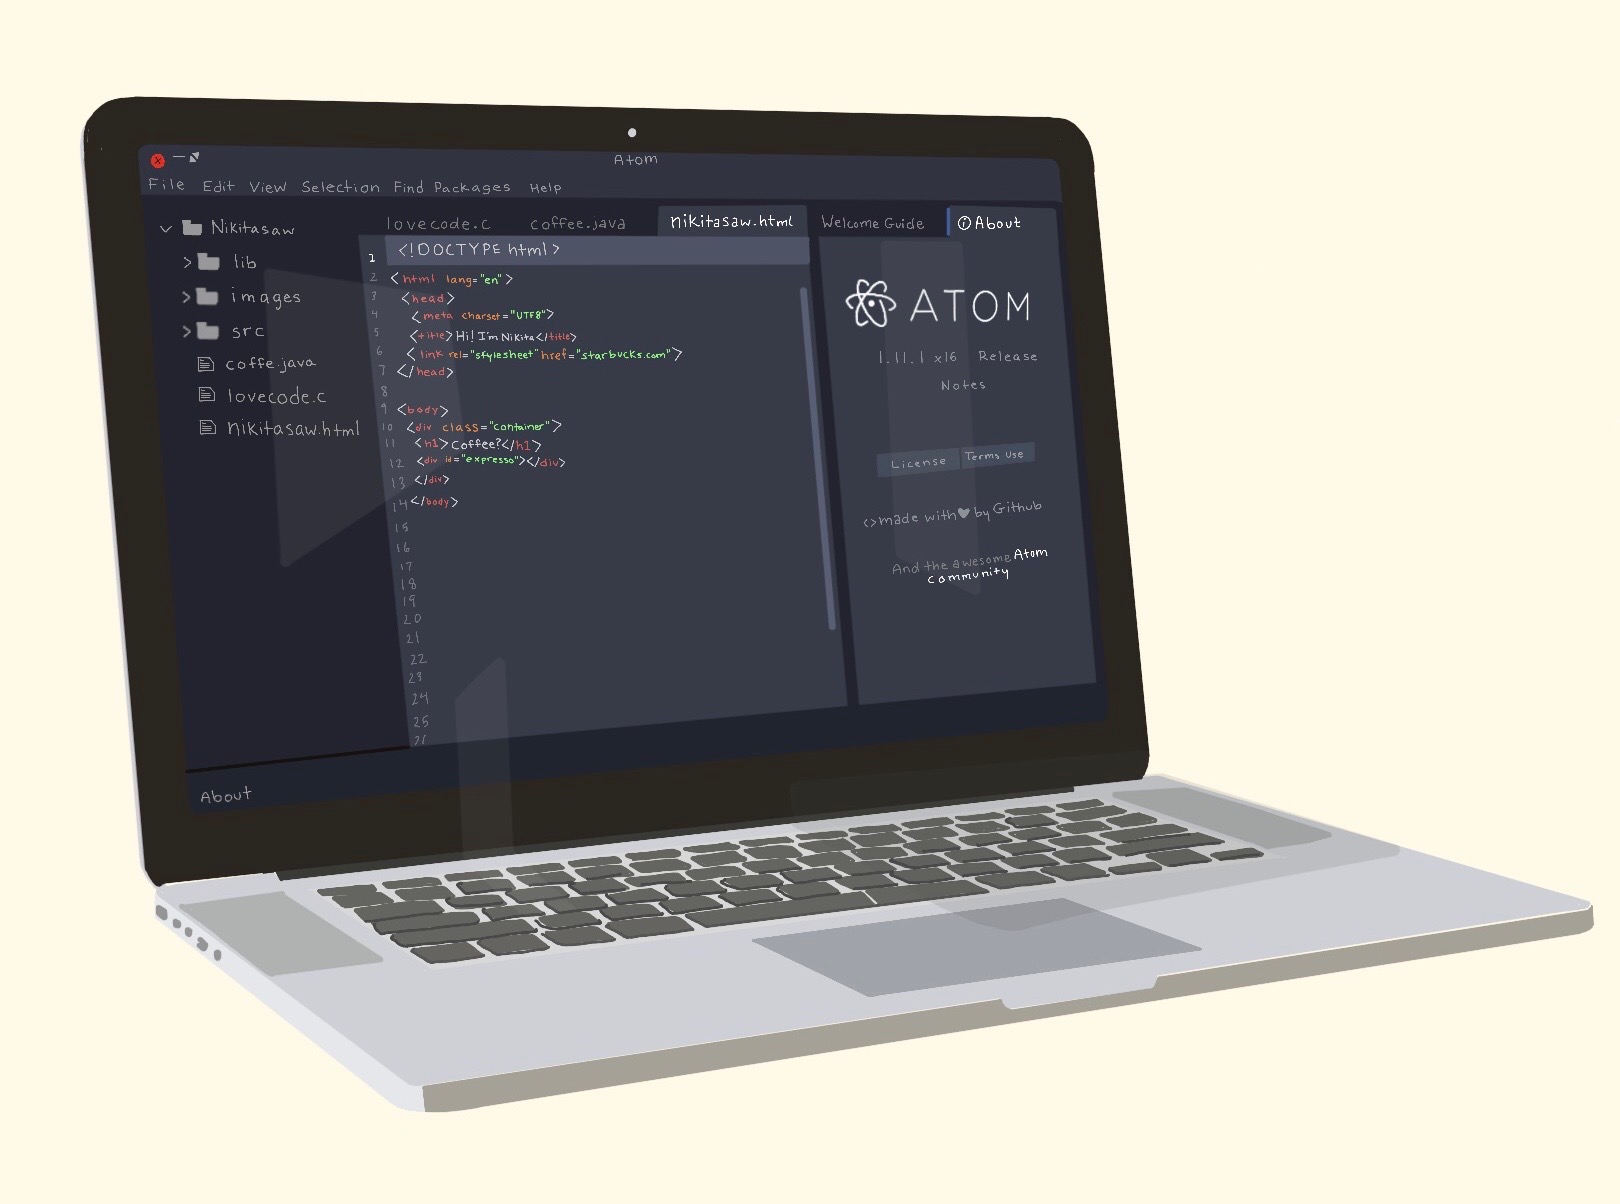 Atom
File Edit View Selection Find Packages Help
Nikitasaw
lib
images
src
coffe.java
lovecode.c
nikitasaw.html
About
lovecode.c coffee.java nikitasaw.html Welcome Guide About
1 <!DOCTYPE html>
2 <html lang="en">
3 <head>
4 <meta charset="UTF8">
5 <title>Hi! I'm Nikita</title>
6 <link rel="stylesheet" href="starbucks.com">
7 </head>
8
9 <body>
10 <div class="container">
11 <h1>Coffee?</h1>
12 <div id="expresso"></div>
13 </div>
14 </body>
15
16
17
18
19
20
21
22
23
24
25
26
ATOM
1.11.1 x16 Release
Notes
License Terms Use
<>made with♥by Github
And the awesome Atom
community